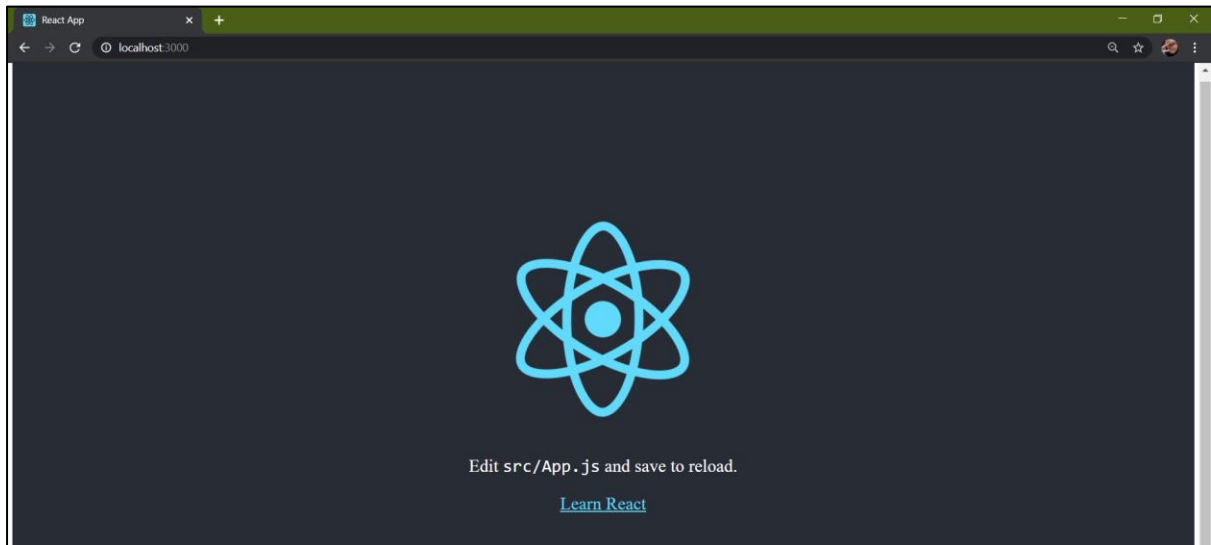 React App
localhost:3000
Edit src/App.js and save to reload.
Learn React